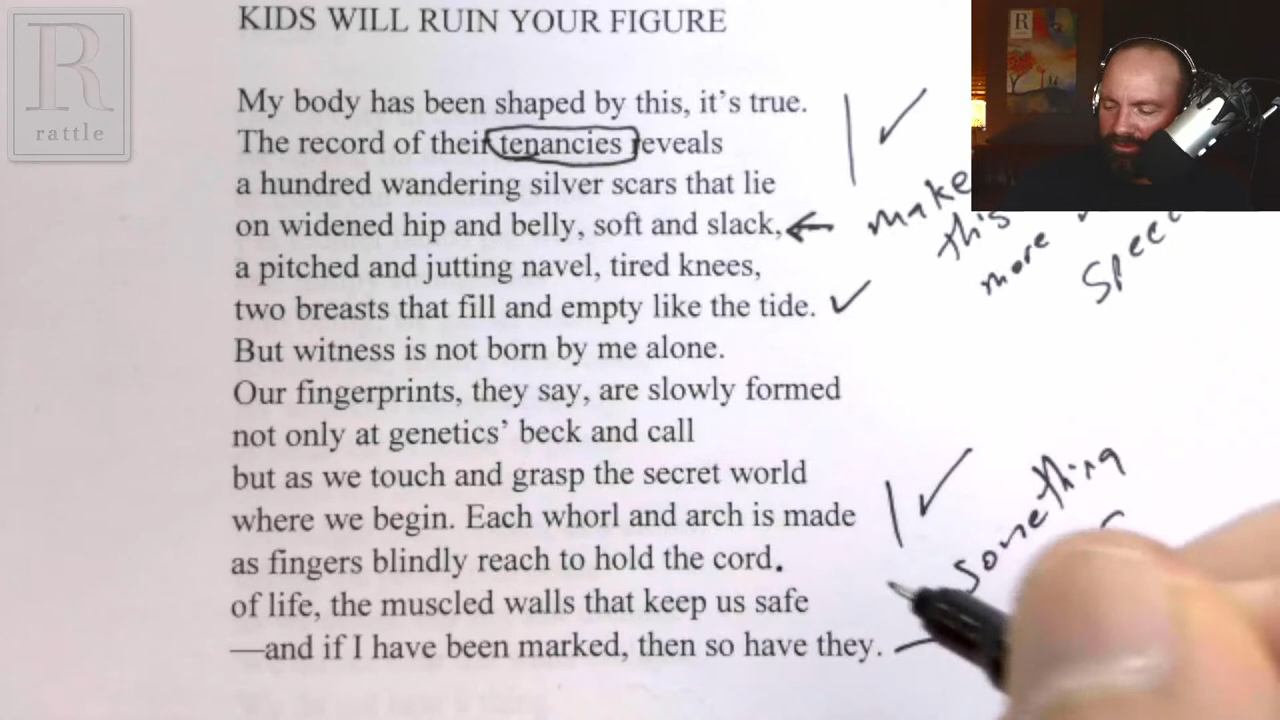 R
rattle
R
KIDS WILL RUIN YOUR FIGURE
My body has been shaped by this, it's true.
The record of their tenancies reveals
a hundred wandering silver scars that lie
on widened hip and belly, soft and slack,
a pitched and jutting navel, tired knees,
two breasts that fill and empty like the tide.
But witness is not born by me alone.
Our fingerprints, they say, are slowly formed
not only at genetics' beck and call
but as we touch and grasp the secret world
where we begin. Each whorl and arch is made
as fingers blindly reach to hold the cord.
of life, the muscled walls that keep us safe
—and if I have been marked, then so have they.
make
this
more
something